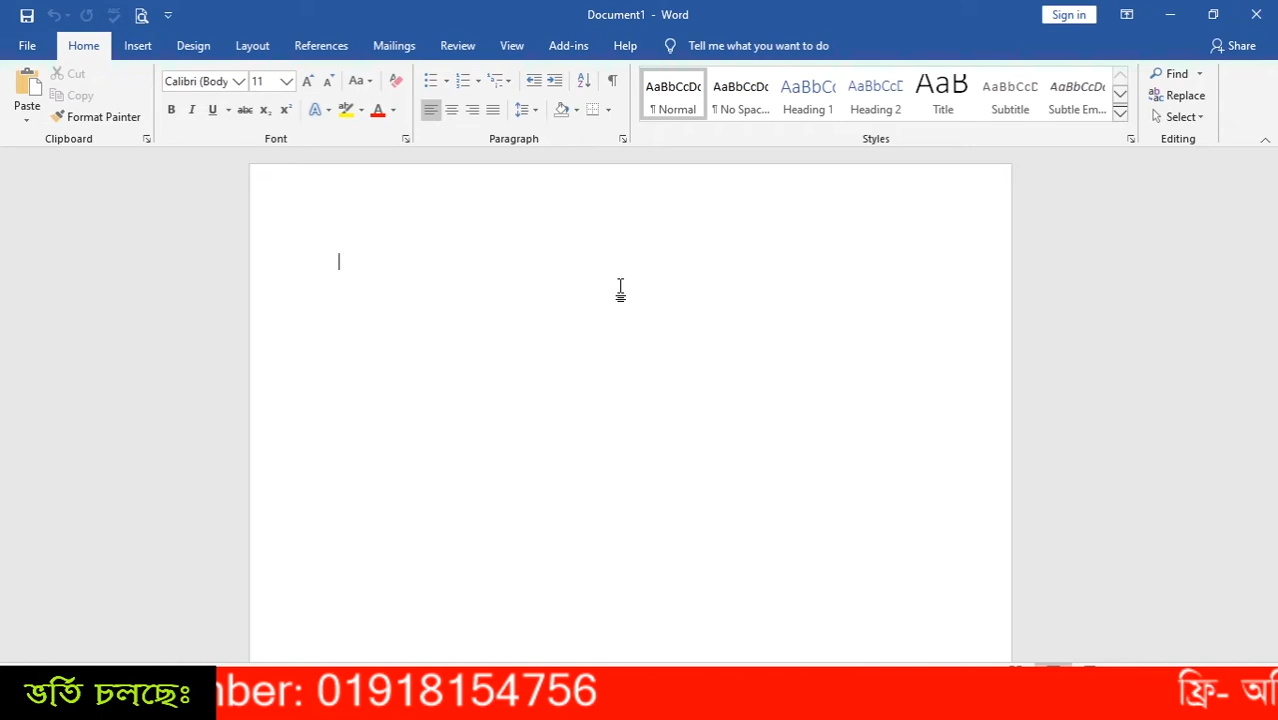 Document1 - Word
Sign in
File Home Insert Design Layout References Mailings Review View Add-ins Help Tell me what you want to do Share
Paste
Cut
Copy
Format Painter
Clipboard
Calibri (Body 11
Font
Paragraph
AaBbCcDc AaBbCcDc AaBbCc AaBbCcD AaB AaBbCcD AaBbCcDc
¶ Normal ¶ No Spac... Heading 1 Heading 2 Title Subtitle Subtle Em...
Styles
Find
Replace
Select
Editing
ভর্তি চলছেঃ mber: 01918154756 ফ্রি-